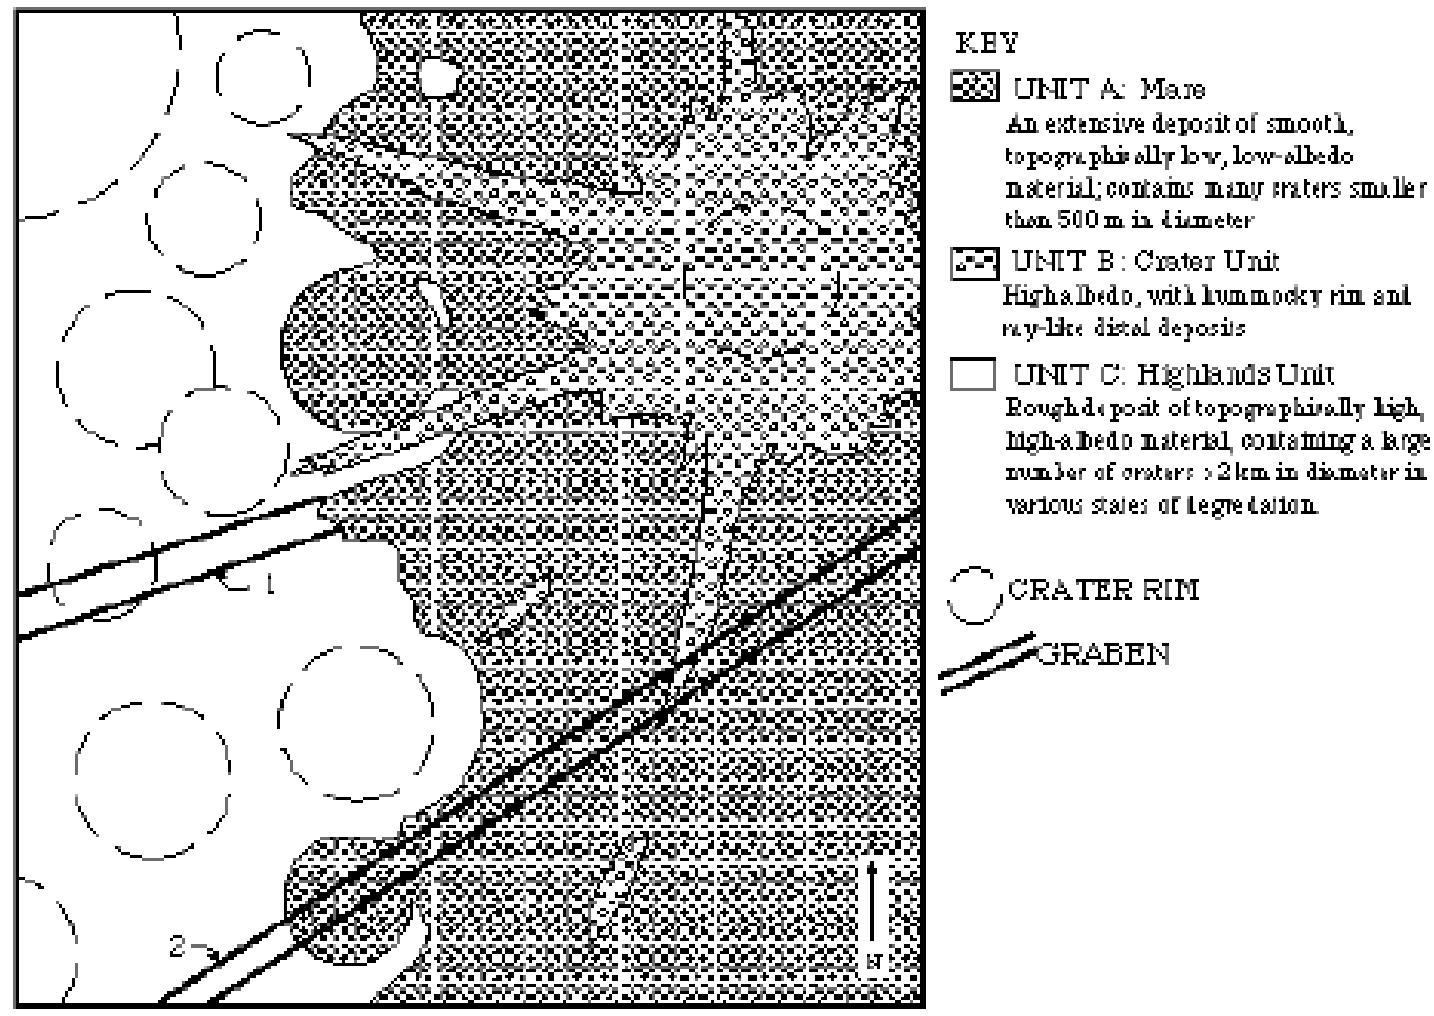 KEY
UNIT A: Mare
An extensive deposit of smooth,
topographically low, low-albedo
material; contains many craters smaller
than 500 m in diameter
UNIT B: Crater Unit
High albedo, with hummocky rim and
ray-like distal deposits
UNIT C: Highlands Unit
Rough deposit of topographically high,
high-albedo material, containing a large
number of craters > 2 km in diameter in
various states of degredation.
CRATER RIM
GRABEN
1
2
N